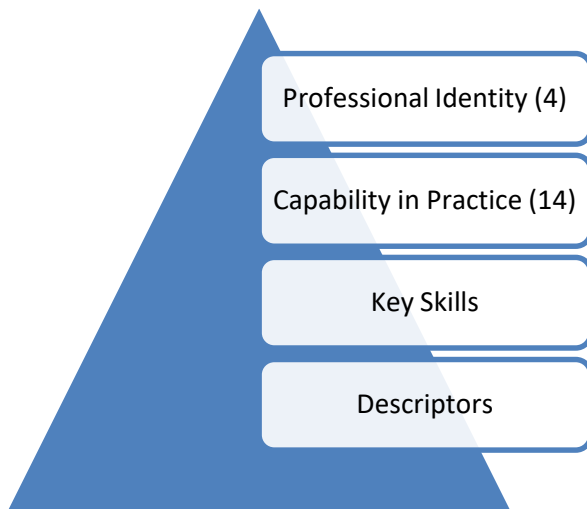 Professional Identity (4)
Capability in Practice (14)
Key Skills
Descriptors